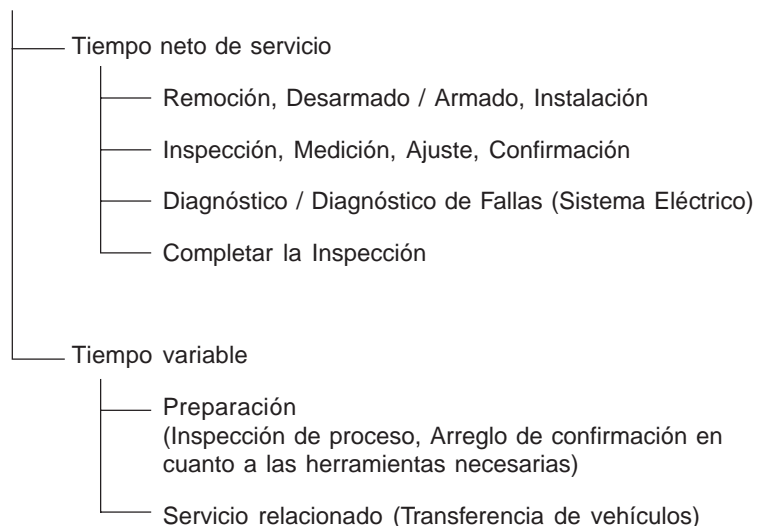 Tiempo neto de servicio
Remoción, Desarmado / Armado, Instalación
Inspección, Medición, Ajuste, Confirmación
Diagnóstico / Diagnóstico de Fallas (Sistema Eléctrico)
Completar la Inspección
Tiempo variable
Preparación
(Inspección de proceso, Arreglo de confirmación en
cuanto a las herramientas necesarias)
Servicio relacionado (Transferencia de vehículos)